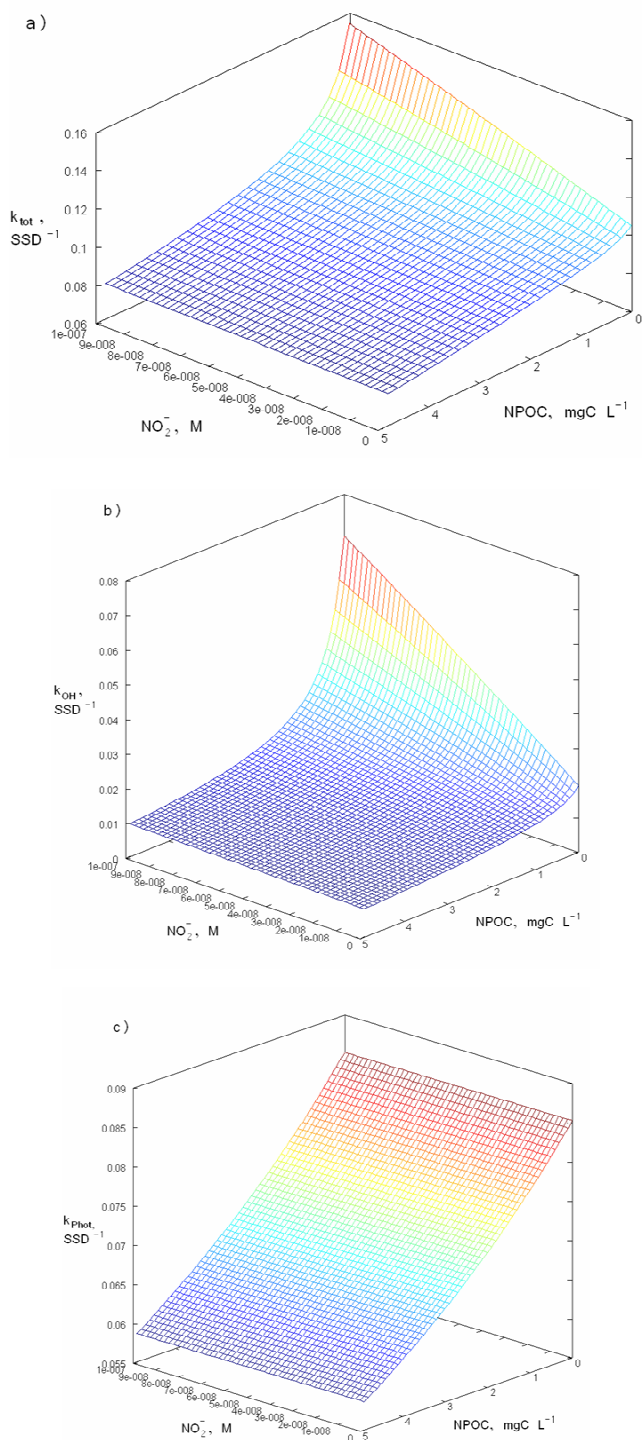 a)
0.16
0.14
0.12
0.1
0.08
0.06
k_tot ,
SSD⁻¹
1e-007
9e-008
8e-008
7e-008
6e-008
5e-008
4e-008
3e-008
2e-008
1e-008
0
NO₂⁻, M
5
4
3
2
1
0
NPOC, mgC L⁻¹
b)
0.08
0.07
0.06
0.05
0.04
0.03
0.02
0.01
0
k_OH,
SSD⁻¹
1e-007
9e-008
8e-008
7e-008
6e-008
5e-008
4e-008
3e-008
2e-008
1e-008
0
NO₂⁻, M
5
4
3
2
1
0
NPOC, mgC L⁻¹
c)
0.09
0.085
0.08
0.075
0.07
0.065
0.06
0.055
k_Phot,
SSD⁻¹
1e-007
9e-008
8e-008
7e-008
6e-008
5e-008
4e-008
3e-008
2e-008
1e-008
0
NO₂⁻, M
5
4
3
2
1
0
NPOC, mgC L⁻¹